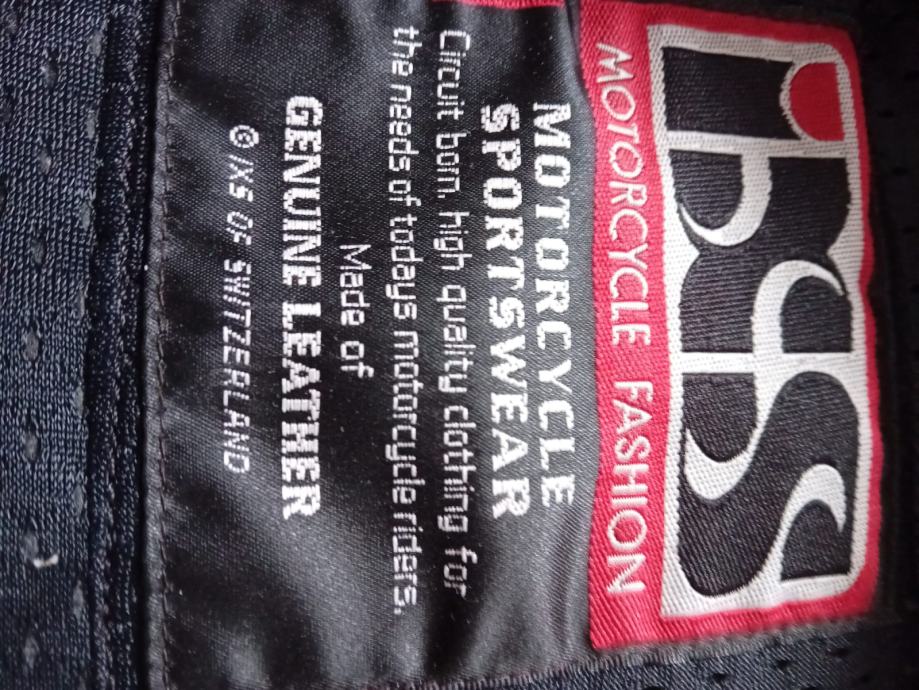 ixs
MOTORCYCLE FASHION
MOTORCYCLE
SPORTSWEAR
Circuit born, high quality clothing for
the needs of todays motorcycle riders.
Made of
GENUINE LEATHER
© IXS OF SWITZERLAND